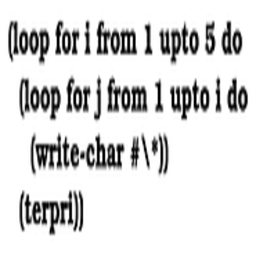 (loop for i from 1 upto 5 do
(loop for j from 1 upto i do
(write-char #\*))
(terpri))